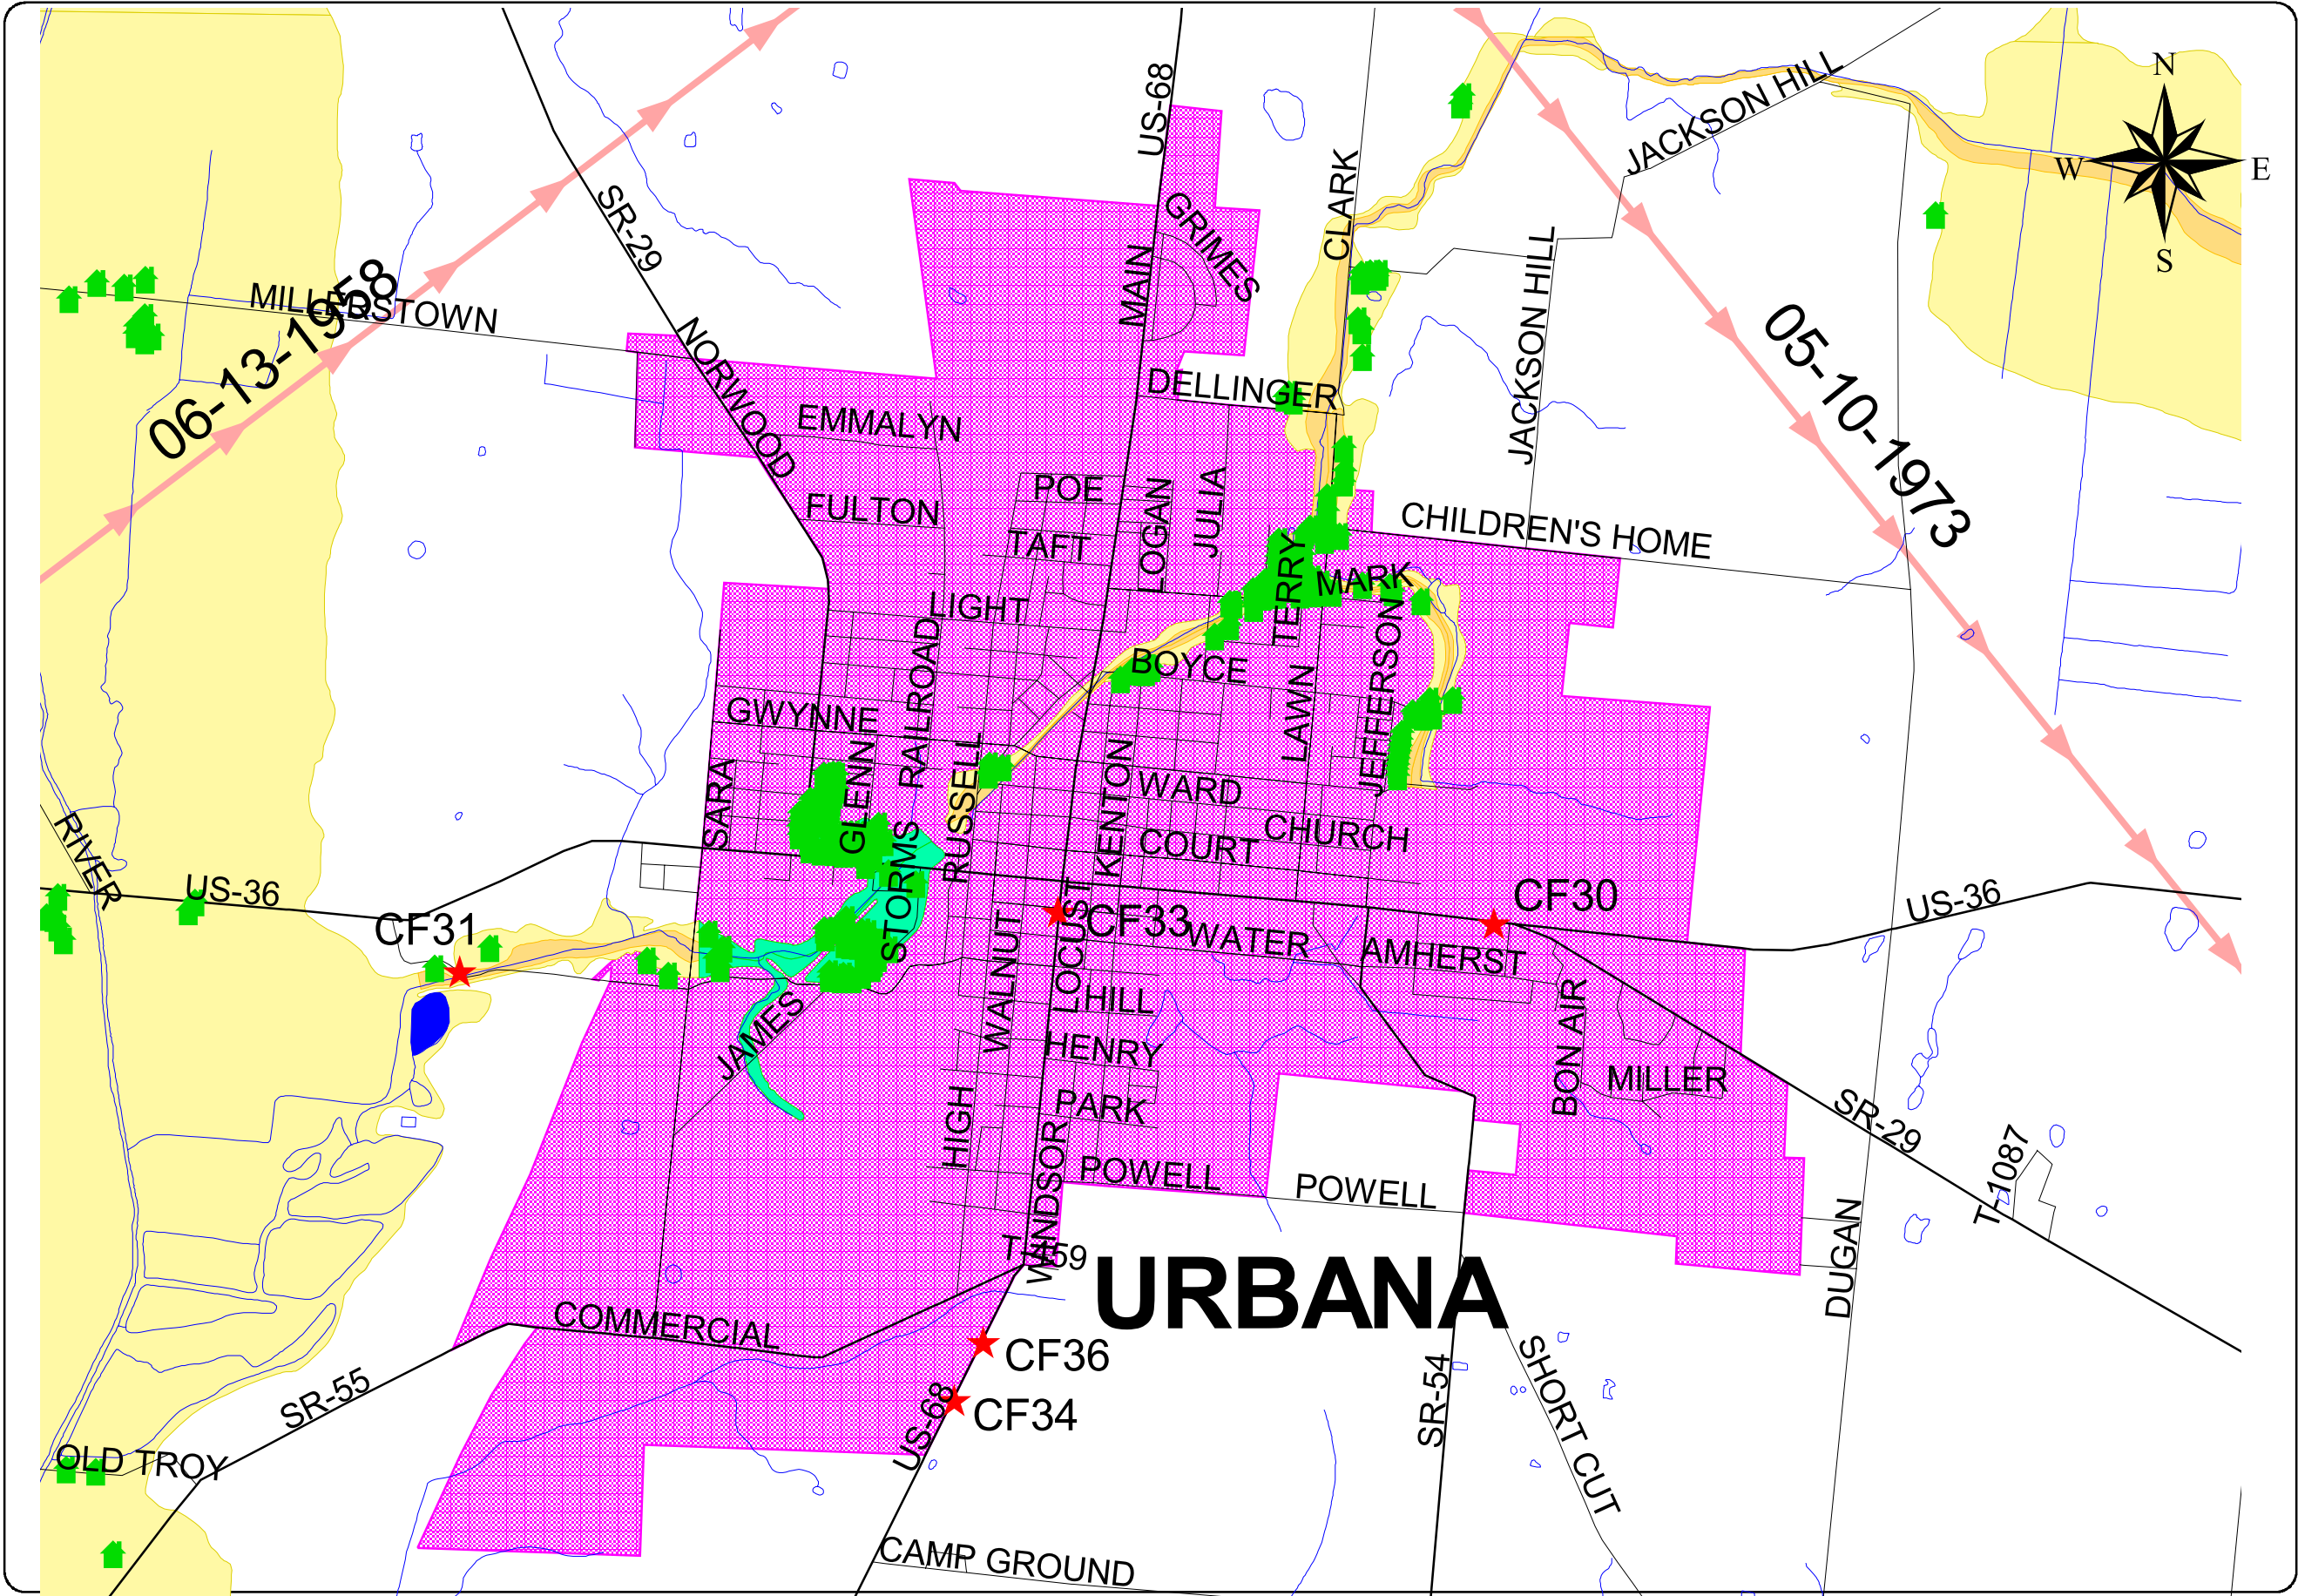 N
W
E
S
US-68
JACKSON HILL
CLARK
SR-29
GRIMES
MAIN
JACKSON HILL
MILLERSTOWN
06-13-1958
05-10-1973
NORWOOD
DELLINGER
EMMALYN
POE
LOGAN
JULIA
FULTON
TAFT
CHILDREN'S HOME
TERRY
MARK
LIGHT
RAILROAD
BOYCE
JEFFERSON
LAWN
GWYNNE
SARA
GLENN
RUSSELL
KENTON
WARD
CHURCH
COURT
STORMS
RIVER
US-36
CF31
LOCUST
CF33
CF30
US-36
WATER
AMHERST
WALNUT
HILL
JAMES
HENRY
BON AIR
MILLER
HIGH
PARK
SR-29
T-1087
WINDSOR
POWELL
POWELL
DUGAN
URBANA
COMMERCIAL
CF36
SR-55
CF34
US-68
SR-54
SHORT CUT
OLD TROY
CAMP GROUND